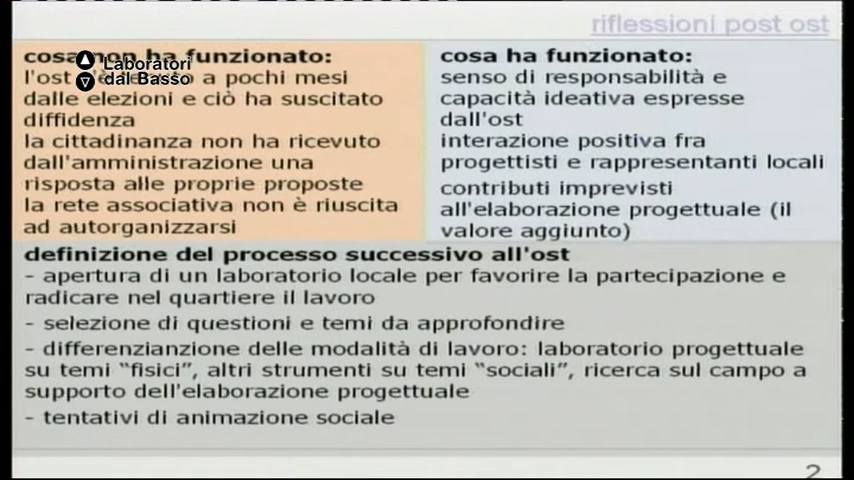 riflessioni post ost
cosa non ha funzionato:
l'ost a pochi mesi
dalle elezioni e ciò ha suscitato
diffidenza
la cittadinanza non ha ricevuto
dall'amministrazione una
risposta alle proprie proposte
la rete associativa non è riuscita
ad autorganizzarsi
Laboratori
dal Basso
cosa ha funzionato:
senso di responsabilità e
capacità ideativa espresse
dall'ost
interazione positiva fra
progettisti e rappresentanti locali
contributi imprevisti
all'elaborazione progettuale (il
valore aggiunto)
definizione del processo successivo all'ost
- apertura di un laboratorio locale per favorire la partecipazione e
radicare nel quartiere il lavoro
- selezione di questioni e temi da approfondire
- differenzianzione delle modalità di lavoro: laboratorio progettuale
su temi “fisici”, altri strumenti su temi “sociali”, ricerca sul campo a
supporto dell'elaborazione progettuale
- tentativi di animazione sociale
2